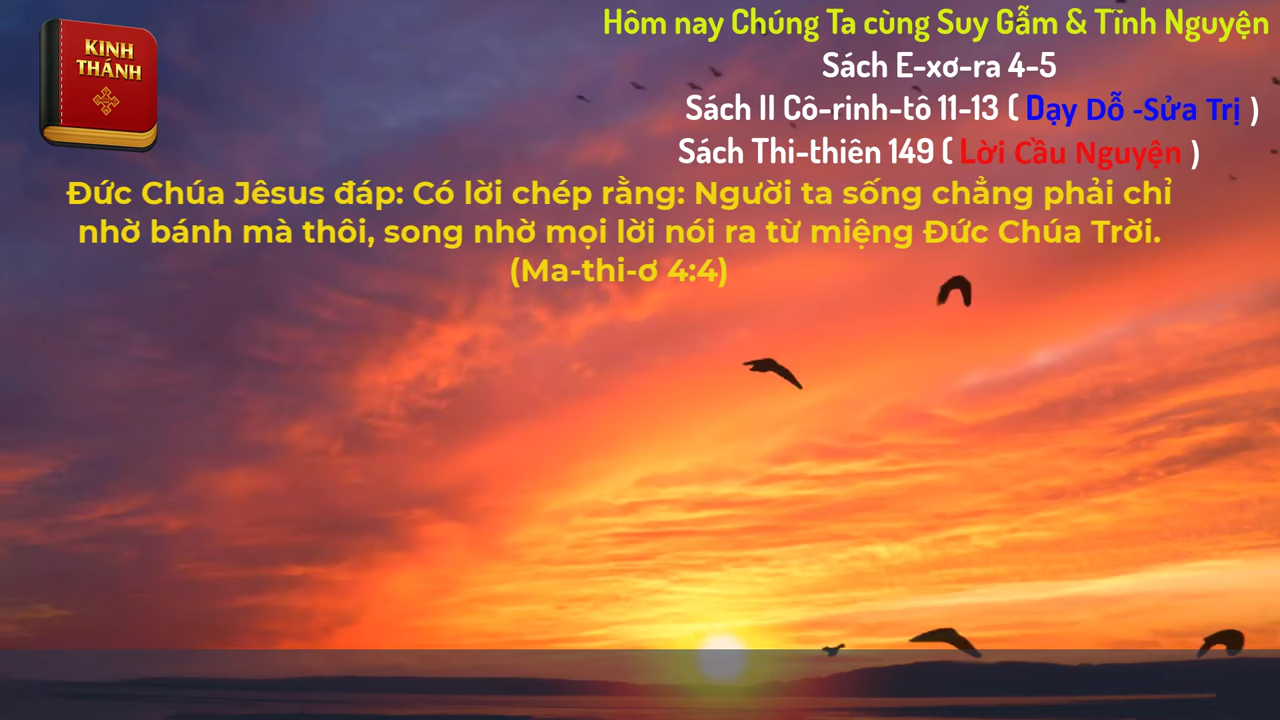 KINH
THÁNH
Hôm nay Chúng Ta cùng Suy Gẫm & Tĩnh Nguyện
Sách E-xơ-ra 4-5
Sách II Cô-rinh-tô 11-13 ( Dạy Dỗ -Sửa Trị )
Sách Thi-thiên 149 ( Lời Cầu Nguyện )
Đức Chúa Jêsus đáp: Có lời chép rằng: Người ta sống chẳng phải chỉ
nhờ bánh mà thôi, song nhờ mọi lời nói ra từ miệng Đức Chúa Trời.
(Ma-thi-ơ 4:4)